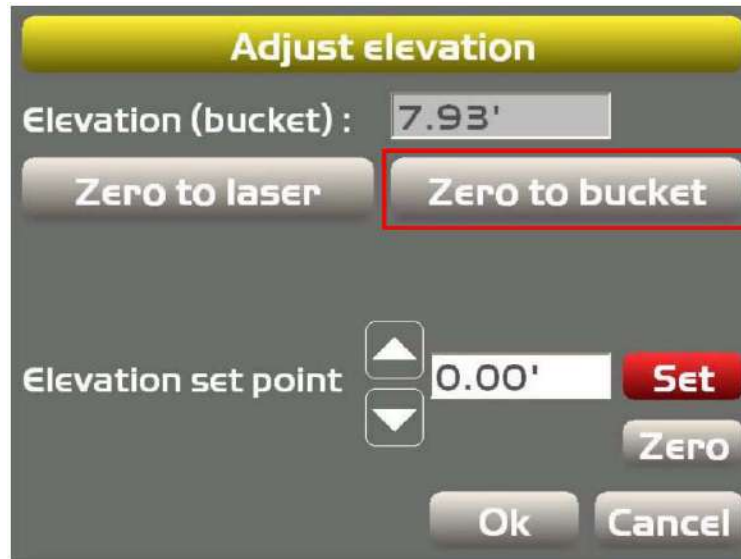 Adjust elevation
Elevation (bucket) : 7.93'
Zero to laser Zero to bucket
Elevation set point 0.00' Set
Zero
Ok Cancel